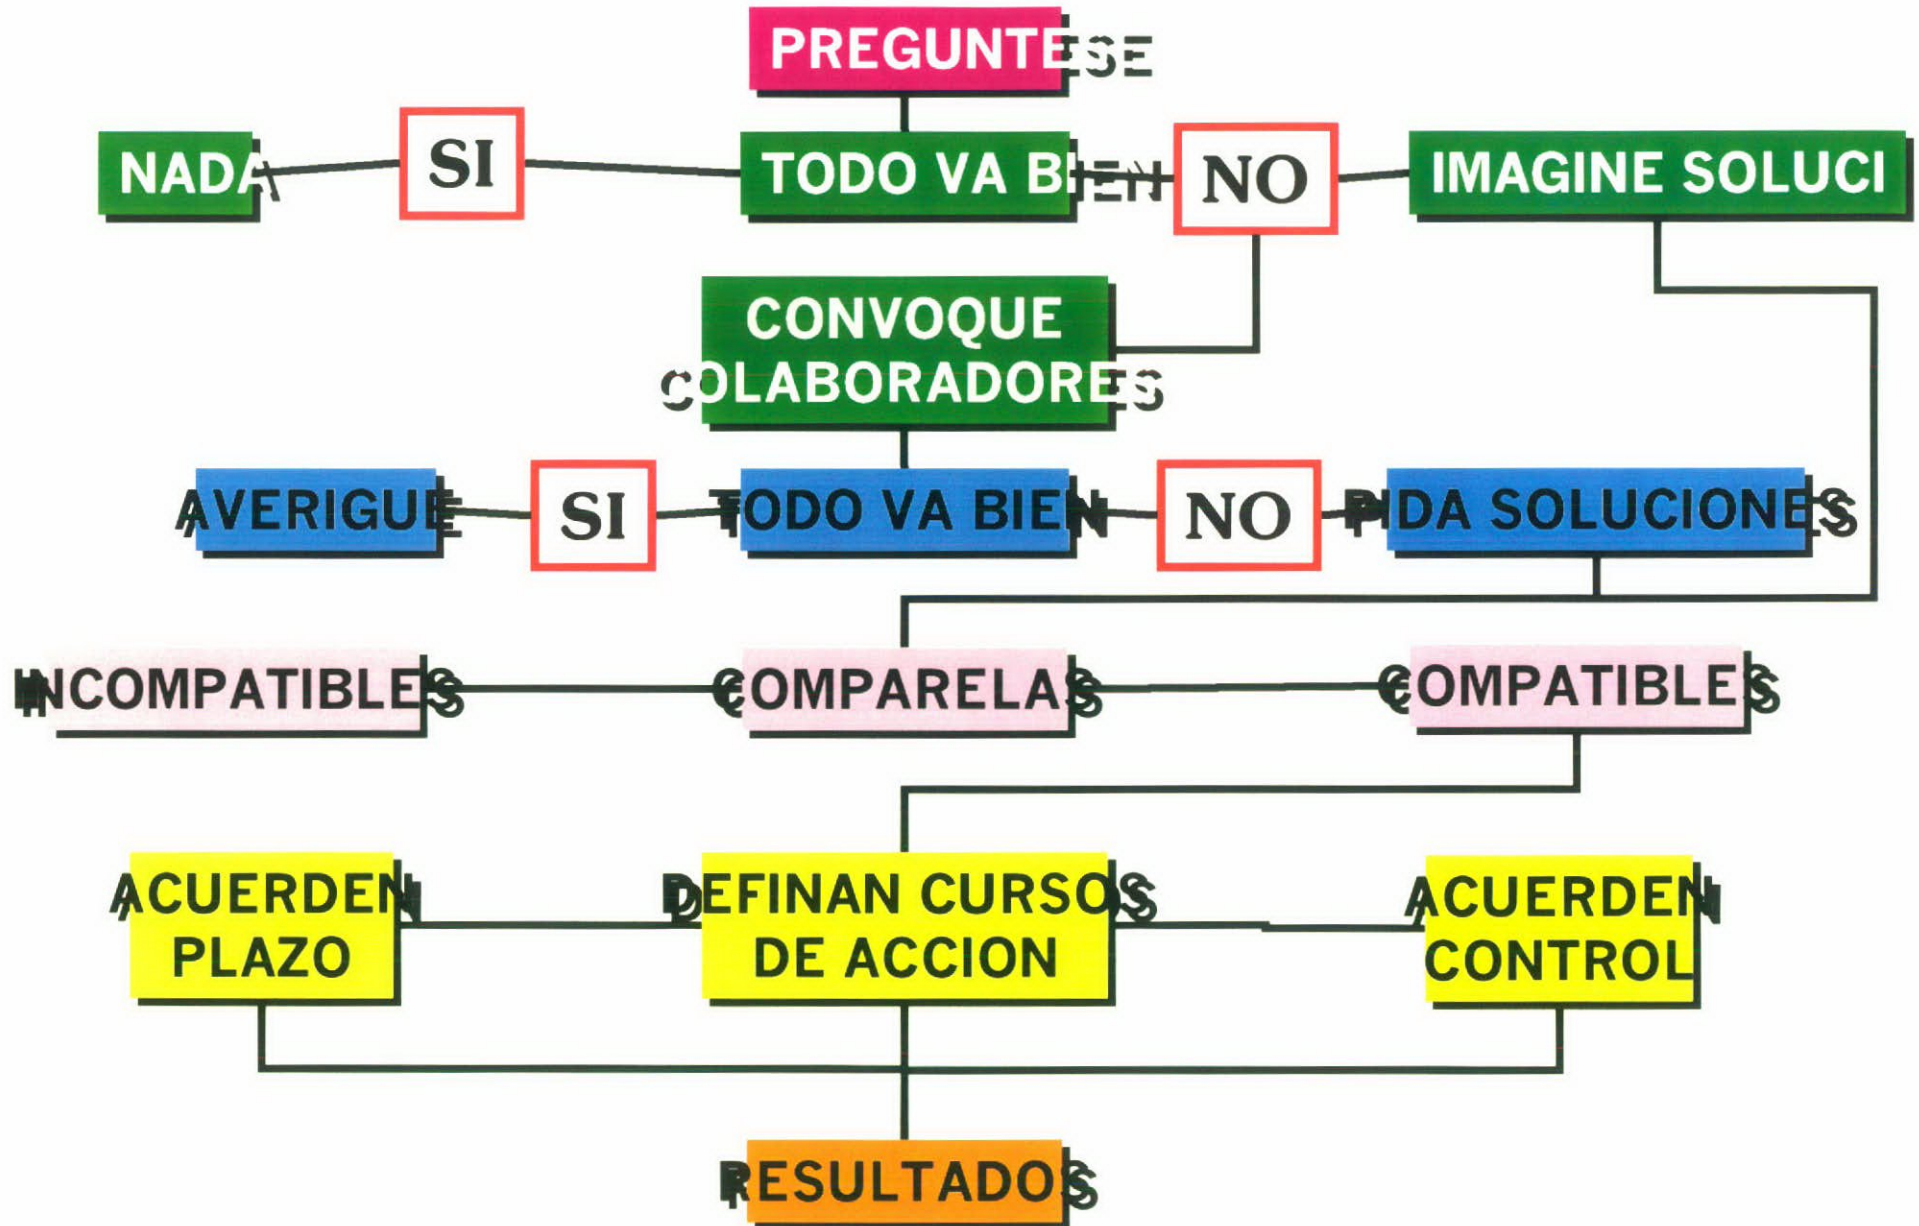 PREGUNTESE
NADA
SI
TODO VA BIEN
NO
IMAGINE SOLUCI
CONVOQUE
COLABORADORES
AVERIGUE
SI
TODO VA BIEN
NO
PIDA SOLUCIONES
INCOMPATIBLES
COMPARELAS
COMPATIBLES
ACUERDEN
PLAZO
DEFINAN CURSOS
DE ACCION
ACUERDEN
CONTROL
RESULTADOS